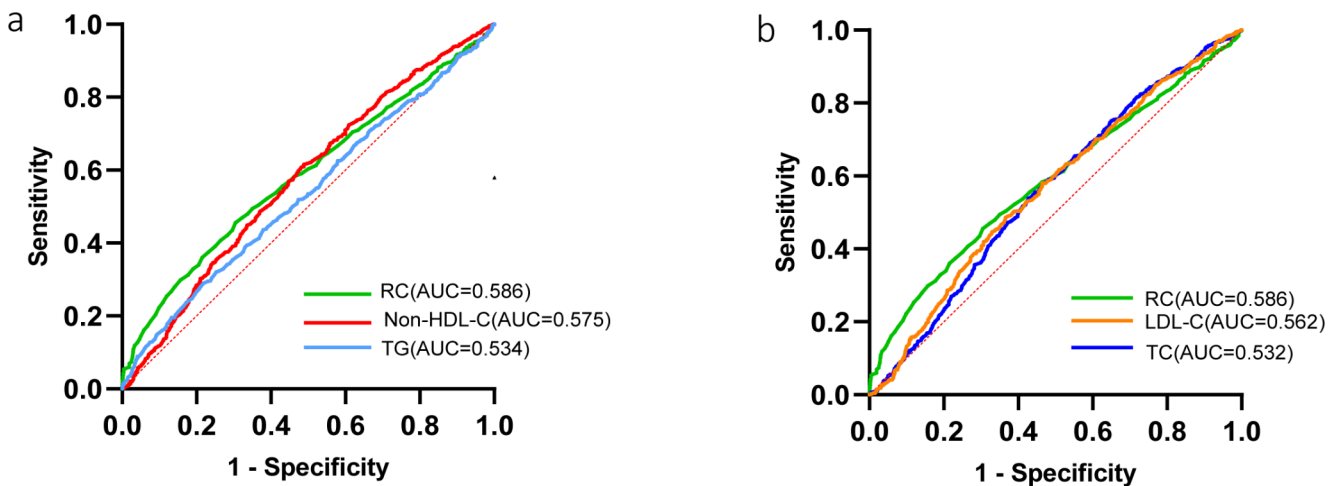 a
1.0
0.8
0.6
0.4
0.2
0.0
Sensitivity
RC(AUC=0.586)
Non-HDL-C(AUC=0.575)
TG(AUC=0.534)
0.0 0.2 0.4 0.6 0.8 1.0
1 - Specificity
b
1.0
0.8
0.6
0.4
0.2
0.0
Sensitivity
RC(AUC=0.586)
LDL-C(AUC=0.562)
TC(AUC=0.532)
0.0 0.2 0.4 0.6 0.8 1.0
1 - Specificity